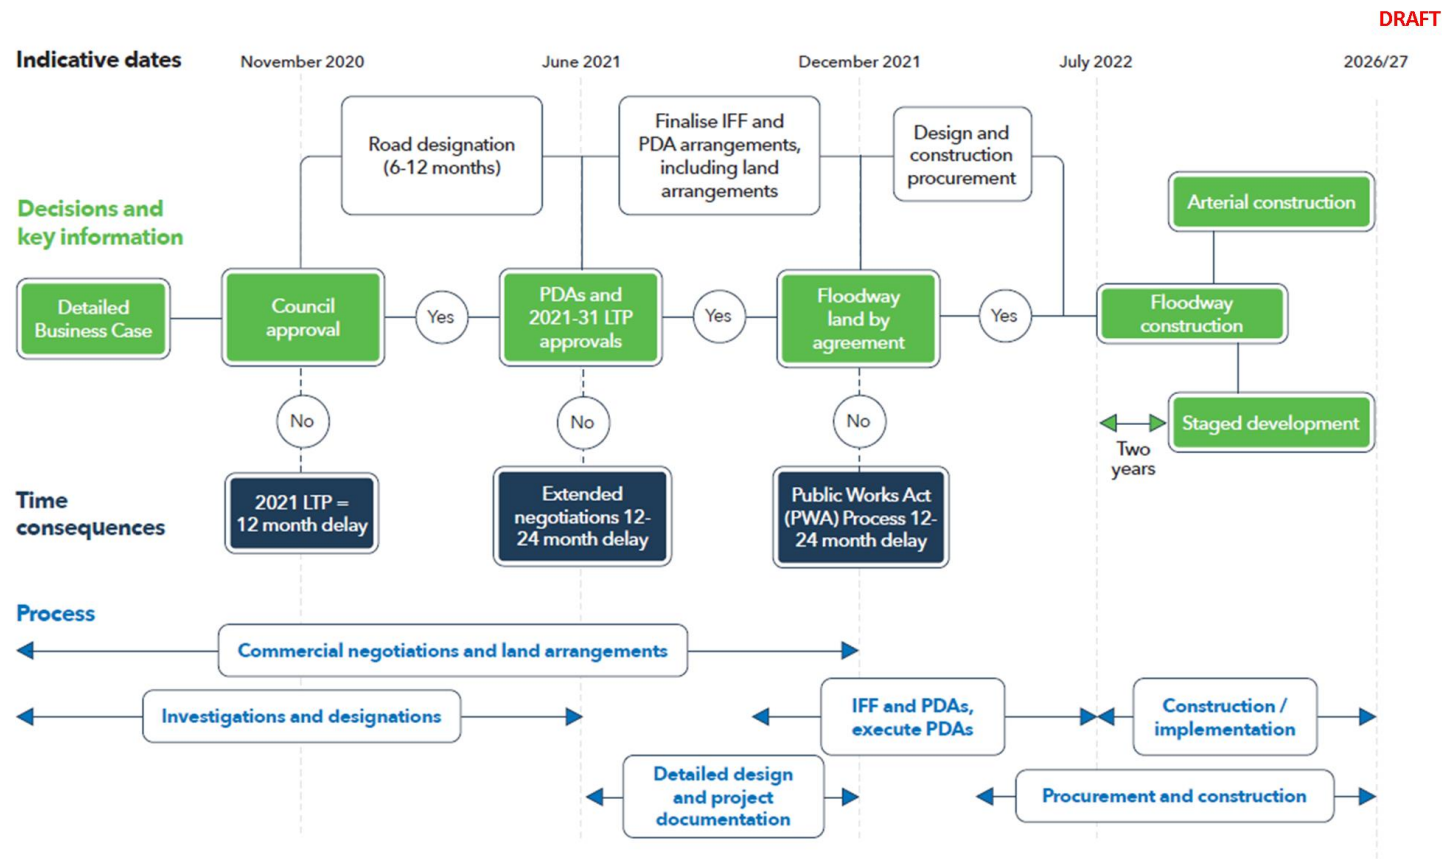 DRAFT
Indicative dates
November 2020
June 2021
December 2021
July 2022
2026/27
Road designation
(6-12 months)
Finalise IFF and
PDA arrangements,
including land
arrangements
Design and
construction
procurement
Decisions and
key information
Arterial construction
Detailed
Business Case
Council
approval
Yes
PDAs and
2021-31 LTP
approvals
Yes
Floodway
land by
agreement
Yes
Floodway
construction
No
No
No
Two
years
Staged development
Time
consequences
2021 LTP =
12 month delay
Extended
negotiations 12-
24 month delay
Public Works Act
(PWA) Process 12-
24 month delay
Process
Commercial negotiations and land arrangements
Investigations and designations
IFF and PDAs,
execute PDAs
Construction /
implementation
Detailed design
and project
documentation
Procurement and construction